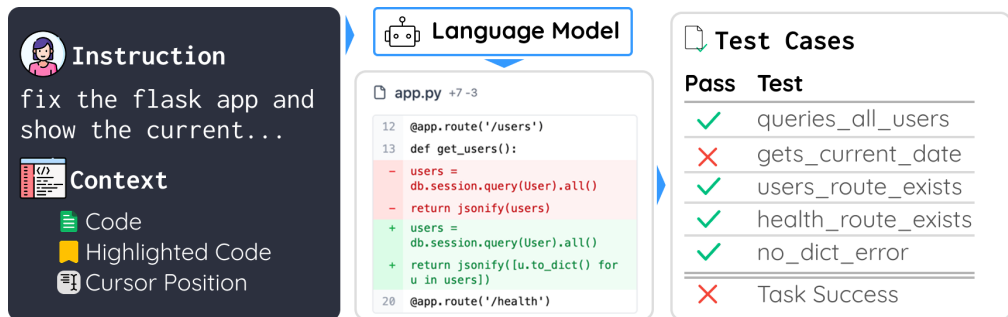 Instruction
fix the flask app and
show the current...
Context
Code
Highlighted Code
Cursor Position
Language Model
app.py +7 -3
12 @app.route('/users')
13 def get_users():
- users =
db.session.query(User).all()
- return jsonify(users)
+ users =
db.session.query(User).all()
+ return jsonify([u.to_dict() for
u in users])
20 @app.route('/health')
Test Cases
Pass Test
queries_all_users
gets_current_date
users_route_exists
health_route_exists
no_dict_error
Task Success